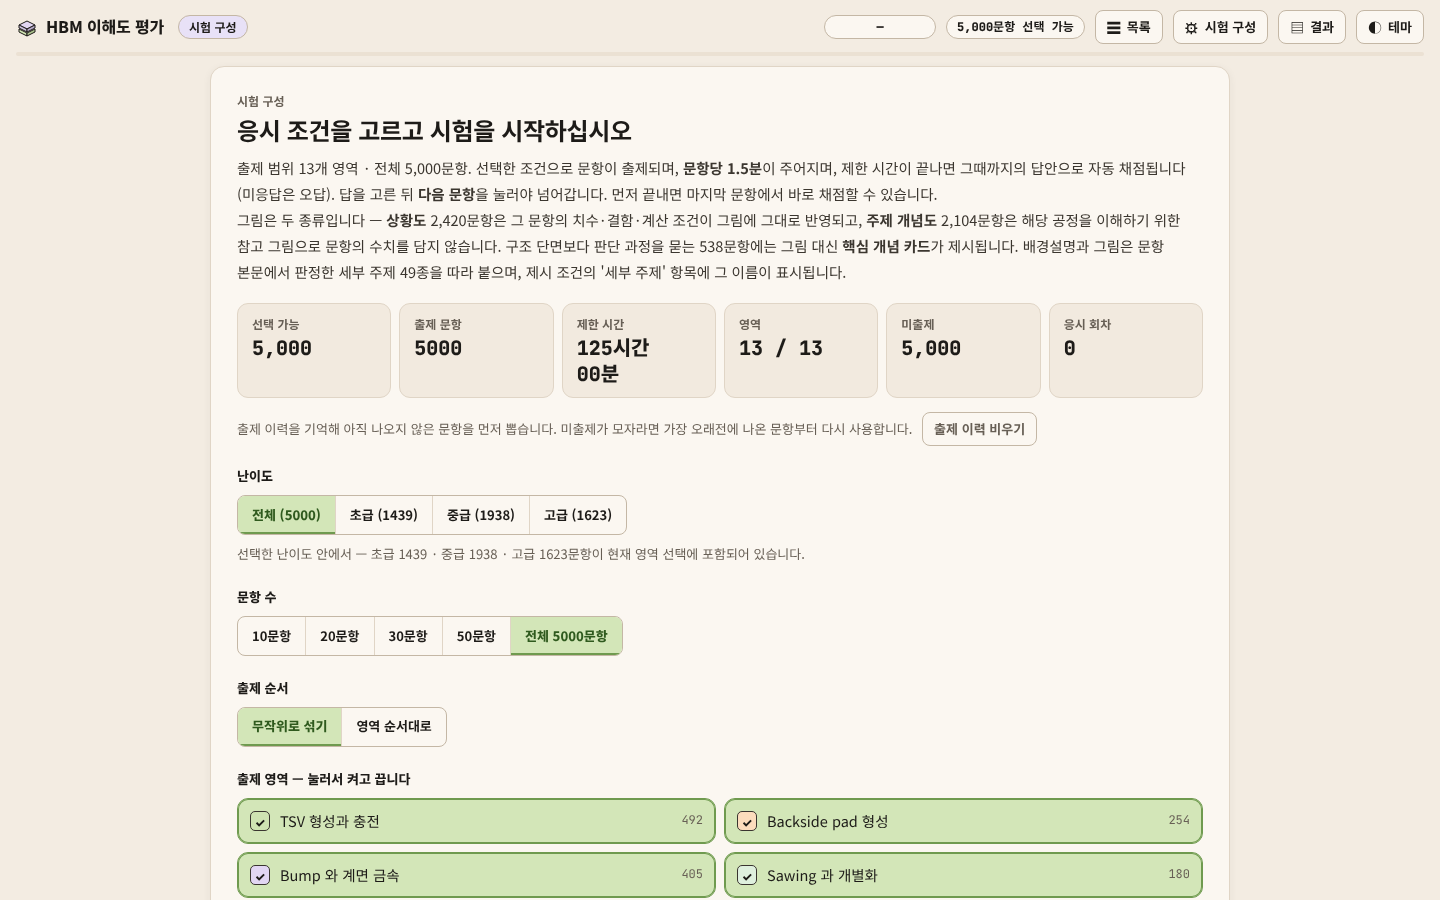 HBM 이해도 평가 시험 구성 — 5,000문항 선택 가능 목록 시험 구성 결과 테마
시험 구성
응시 조건을 고르고 시험을 시작하십시오
출제 범위 13개 영역 · 전체 5,000문항. 선택한 조건으로 문항이 출제되며, 문항당 1.5분이 주어지며, 제한 시간이 끝나면 그때까지의 답안으로 자동 채점됩니다
(미응답은 오답). 답을 고른 뒤 다음 문항을 눌러야 넘어갑니다. 먼저 끝내면 마지막 문항에서 바로 채점할 수 있습니다.
그림은 두 종류입니다 — 상황도 2,420문항은 그 문항의 치수·결함·계산 조건이 그림에 그대로 반영되고, 주제 개념도 2,104문항은 해당 공정을 이해하기 위한
참고 그림으로 문항의 수치를 담지 않습니다. 구조 단면보다 판단 과정을 묻는 538문항에는 그림 대신 핵심 개념 카드가 제시됩니다. 배경설명과 그림은 문항
본문에서 판정한 세부 주제 49종을 따라 붙으며, 제시 조건의 '세부 주제' 항목에 그 이름이 표시됩니다.
선택 가능 출제 문항 제한 시간 영역 미출제 응시 회차
5,000 5000 125시간 13 / 13 5,000 0
00분
출제 이력을 기억해 아직 나오지 않은 문항을 먼저 뽑습니다. 미출제가 모자라면 가장 오래전에 나온 문항부터 다시 사용합니다. 출제 이력 비우기
난이도
전체 (5000) 초급 (1439) 중급 (1938) 고급 (1623)
선택한 난이도 안에서 — 초급 1439 · 중급 1938 · 고급 1623문항이 현재 영역 선택에 포함되어 있습니다.
문항 수
10문항 20문항 30문항 50문항 전체 5000문항
출제 순서
무작위로 섞기 영역 순서대로
출제 영역 — 눌러서 켜고 끕니다
TSV 형성과 충전 492 Backside pad 형성 254
Bump 와 계면 금속 405 Sawing 과 개별화 180